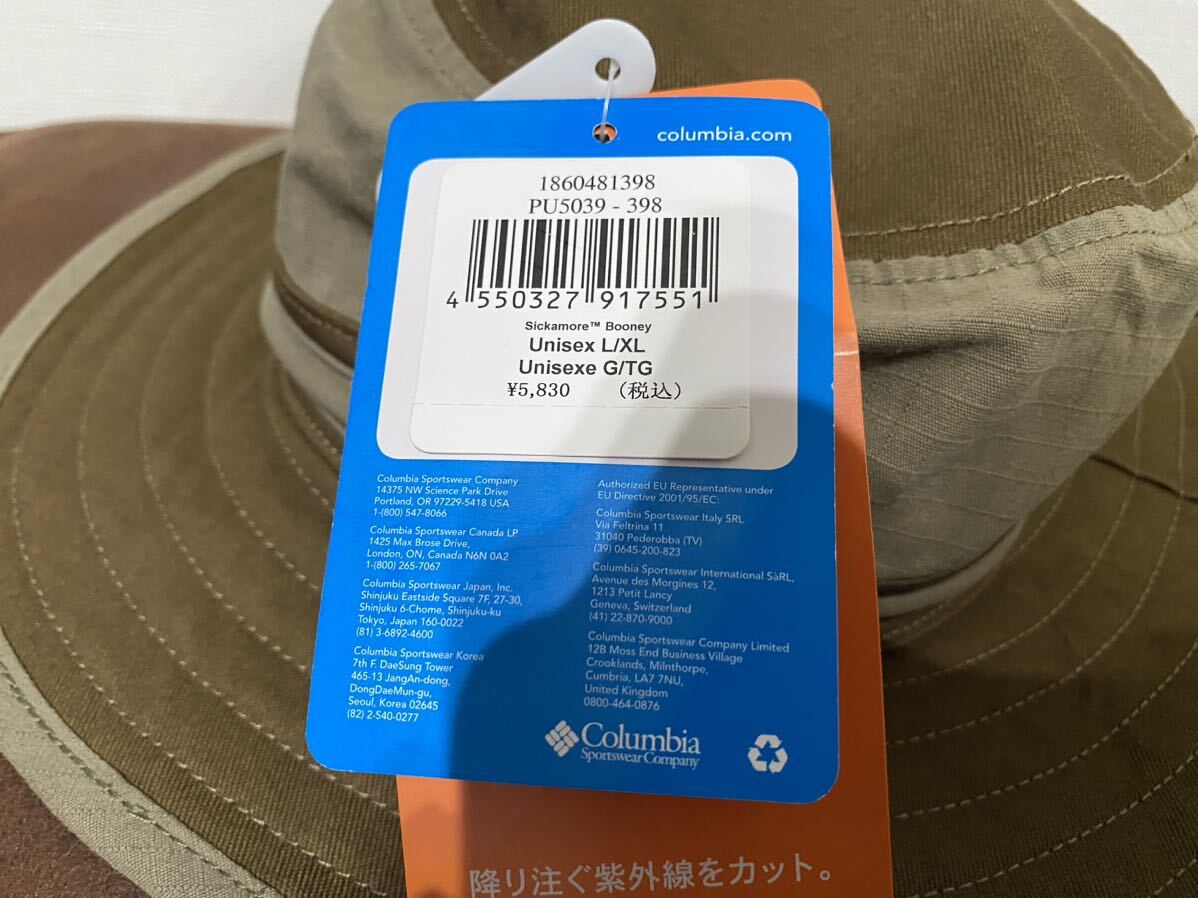 columbia.com
1860481398
PU5039 - 398
4 550327 917551
Sickamore™ Booney
Unisex L/XL
Unisexe G/TG
¥5,830 （税込）
Columbia Sportswear Company
14375 NW Science Park Drive
Portland, OR 97229-5418 USA
1-(800) 547-8066
Columbia Sportswear Canada LP
1425 Max Brose Drive,
London, ON, Canada N6N 0A2
1-(800) 265-7067
Columbia Sportswear Japan, Inc.
Shinjuku Eastside Square 7F, 27-30,
Shinjuku 6-Chome, Shinjuku-ku
Tokyo, Japan 160-0022
(81) 3-6892-4600
Columbia Sportswear Korea
7th F. DaeSung Tower
465-13 JangAn-dong,
DongDaeMun-gu,
Seoul, Korea 02645
(82) 2-540-0277
Authorized EU Representative under
EU Directive 2001/95/EC:
Columbia Sportswear Italy SRL
Via Feltrina 11
31040 Pederobba (TV)
(39) 0645-200-823
Columbia Sportswear International SàRL,
Avenue des Morgines 12,
1213 Petit Lancy
Geneva, Switzerland
(41) 22-870-9000
Columbia Sportswear Company Limited
12B Moss End Business Village
Crooklands, Milnthorpe,
Cumbria, LA7 7NU,
United Kingdom
0800-464-0876
Columbia
Sportswear Company
降り注ぐ紫外線をカット。